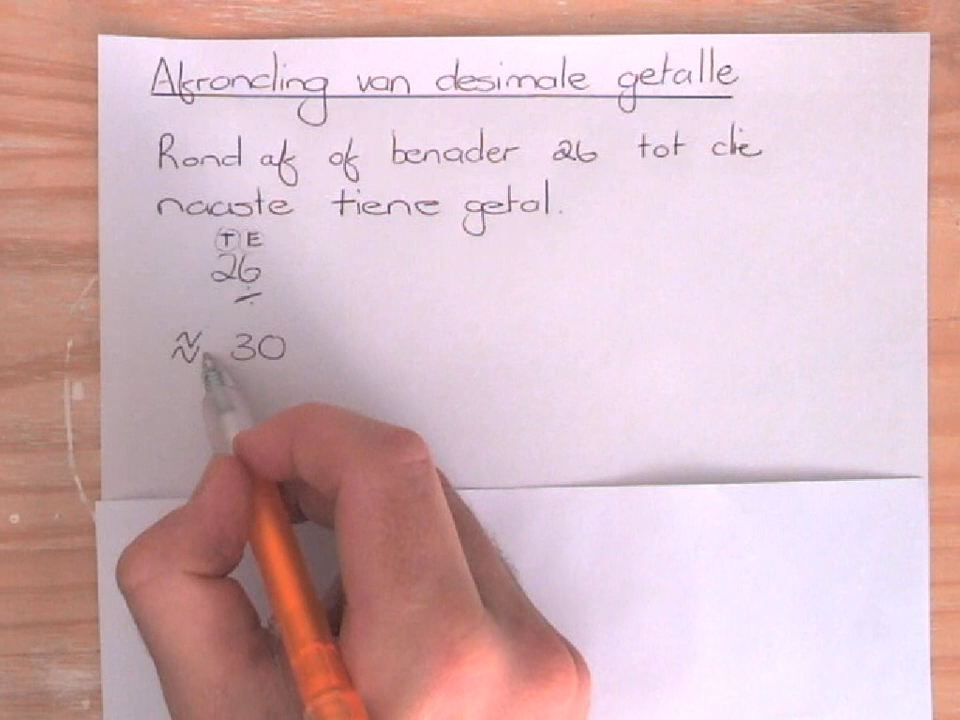 Afronding van desimale getalle
Rond af of benader 26 tot die
naaste tiene getal.
T E
26
≈ 30